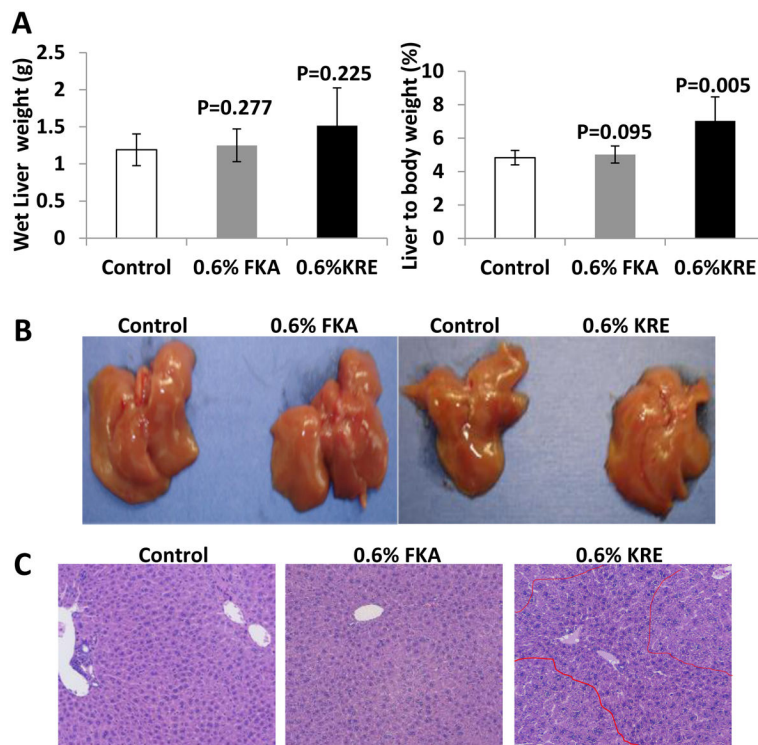 A
Wet Liver weight (g)
2.5
2
1.5
1
0.5
0
P=0.277
P=0.225
Control 0.6% FKA 0.6%KRE
Liver to body weight (%)
10
8
6
4
2
0
P=0.095
P=0.005
Control 0.6% FKA 0.6%KRE
B
Control 0.6% FKA Control 0.6% KRE
C
Control 0.6% FKA 0.6% KRE